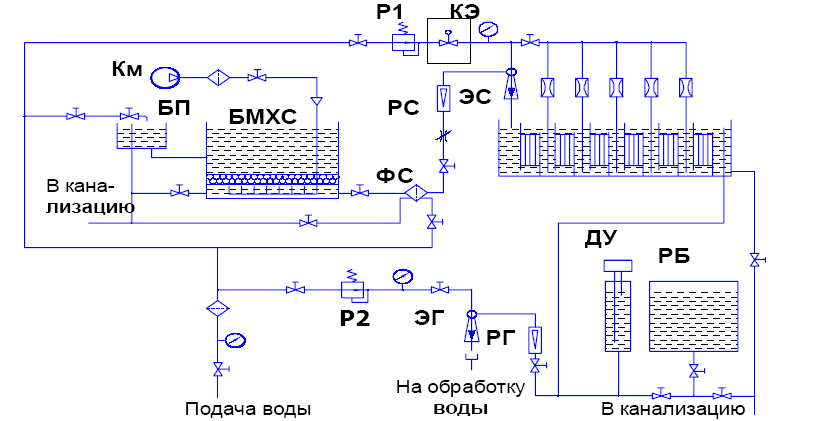 Р1
КЭ
Км
БП
БМХС
РС
ЭС
ФС
В кана-
лизацию
ДУ
РБ
Р2
ЭГ
РГ
На обработку
воды
Подача воды
В канализацию